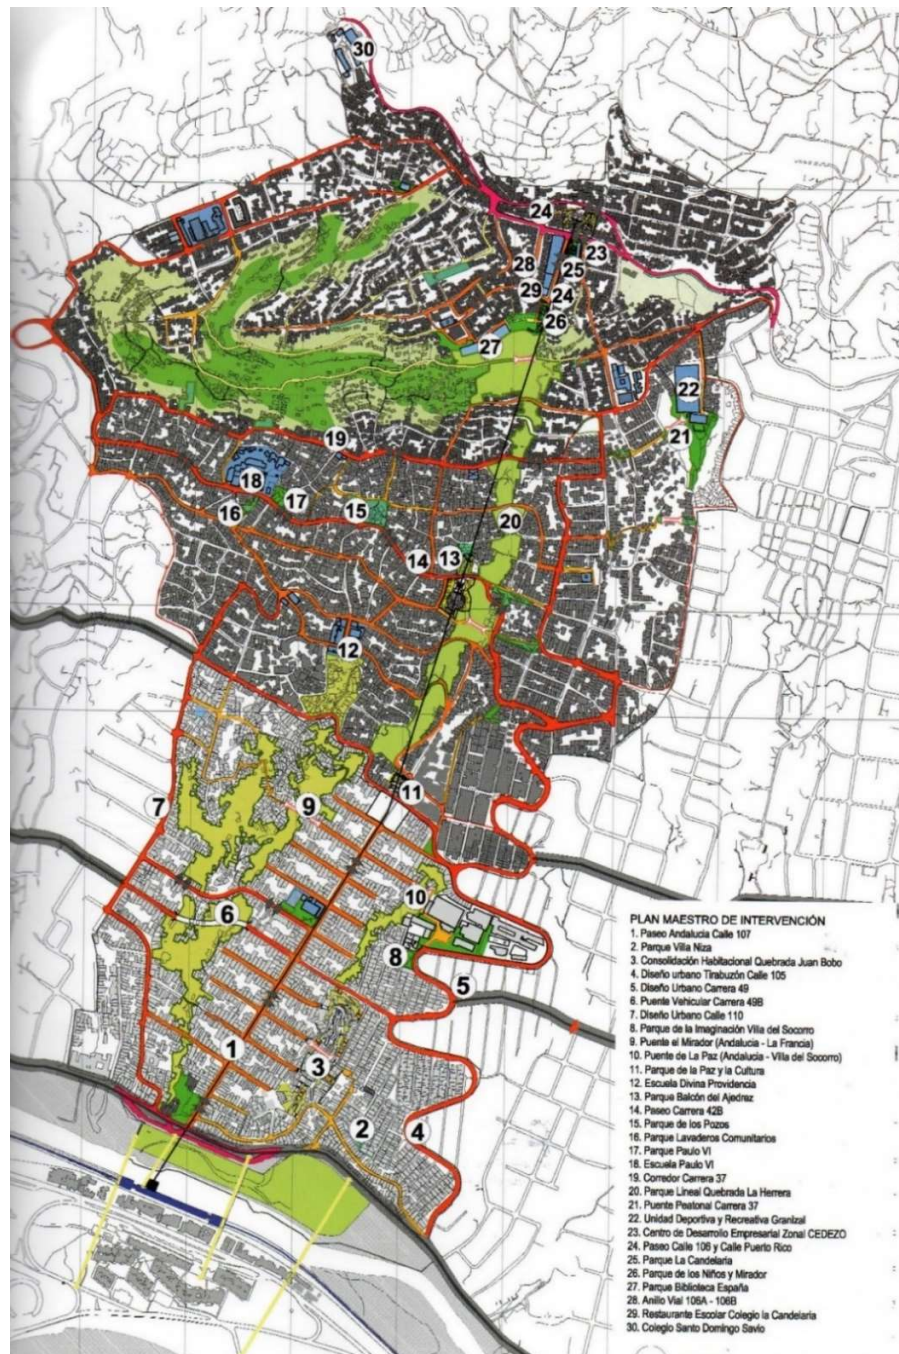 30
24
23
28
25
29
24
26
27
22
21
19
18
17
16
15
20
14
13
12
11
7
9
10
6
8
5
1
3
2
4
PLAN MAESTRO DE INTERVENCIÓN
1. Paseo Andalucia Calle 107
2. Parque Villa Niza
3. Consolidación Habitacional Quebrada Juan Bobo
4. Diseño urbano Tirabuzón Calle 105
5. Diseño Urbano Carrera 49
6. Puente Vehicular Carrera 49B
7. Diseño Urbano Calle 110
8. Parque de la Imaginación Villa del Socorro
9. Puente el Mirador (Andalucia - La Francia)
10. Puente de La Paz (Andalucia - Villa del Socorro)
11. Parque de la Paz y la Cultura
12. Escuela Divina Providencia
13. Parque Balcón del Ajedrez
14. Paseo Carrera 42B
15. Parque de los Pozos
16. Parque Lavaderos Comunitarios
17. Parque Paulo VI
18. Escuela Paulo VI
19. Corredor Carrera 37
20. Parque Lineal Quebrada La Herrera
21. Puente Peatonal Carrera 37
22. Unidad Deportiva y Recreativa Granizal
23. Centro de Desarrollo Empresarial Zonal CEDEZO
24. Paseo Calle 106 y Calle Puerto Rico
25. Parque La Candelaria
26. Parque de los Niños y Mirador
27. Parque Biblioteca España
28. Anillo Vial 106A - 106B
29. Restaurante Escolar Colegio la Candelaria
30. Colegio Santo Domingo Savio